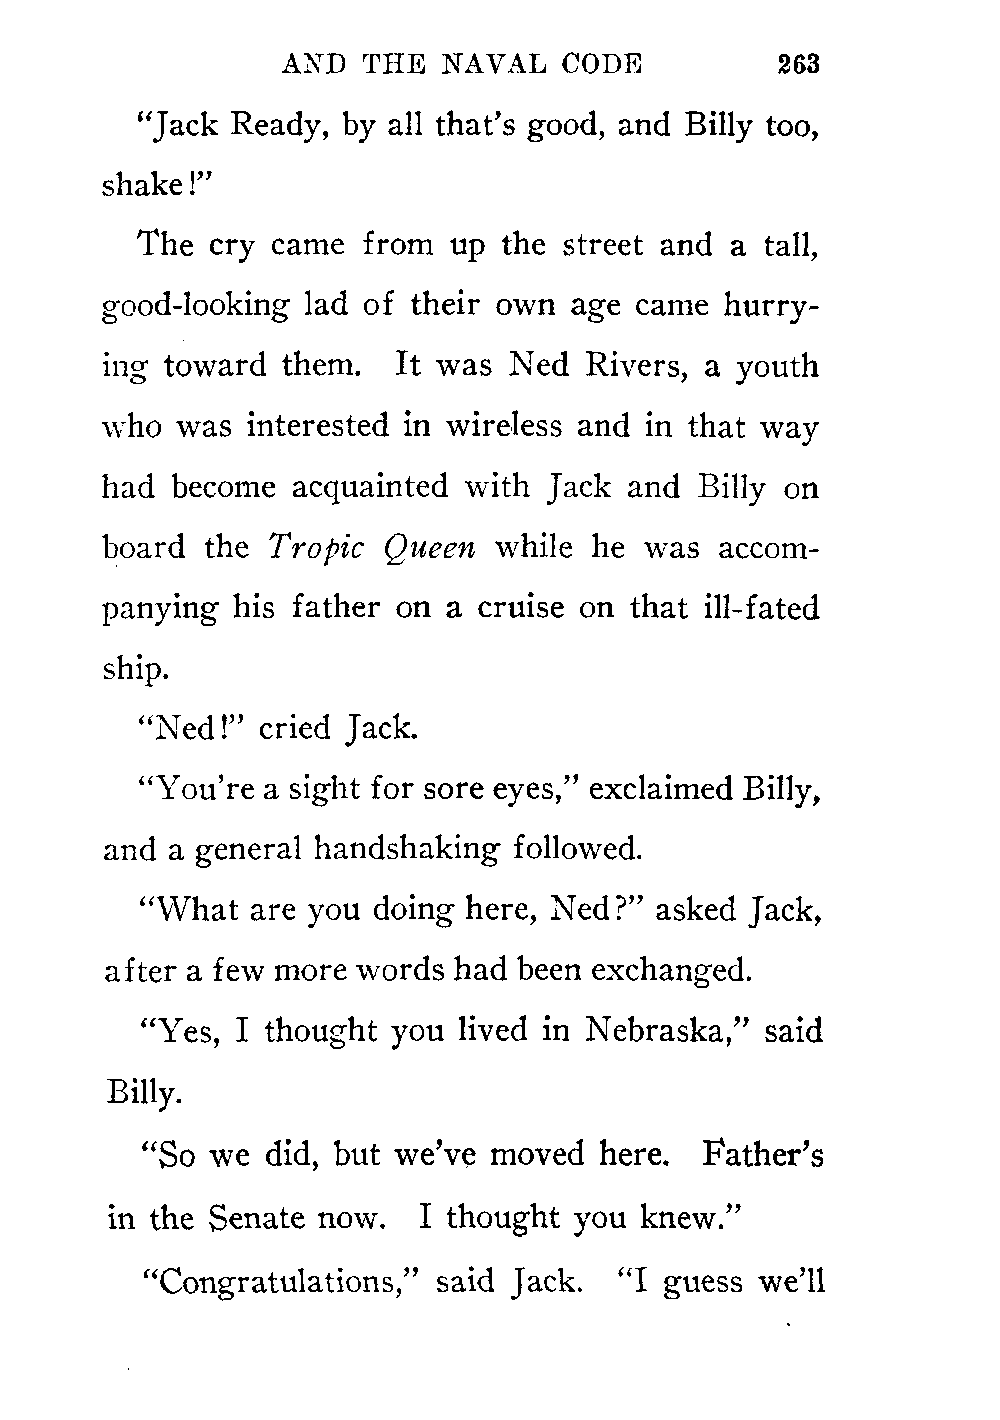 AND THE NAVAL CODE 263
“Jack Ready, by all that’s good, and Billy too,
shake!”
The cry came from up the street and a tall,
good-looking lad of their own age came hurry-
ing toward them. It was Ned Rivers, a youth
who was interested in wireless and in that way
had become acquainted with Jack and Billy on
board the Tropic Queen while he was accom-
panying his father on a cruise on that ill-fated
ship.
“Ned!” cried Jack.
“You’re a sight for sore eyes,” exclaimed Billy,
and a general handshaking followed.
“What are you doing here, Ned?” asked Jack,
after a few more words had been exchanged.
“Yes, I thought you lived in Nebraska,” said
Billy.
“So we did, but we’ve moved here. Father’s
in the Senate now. I thought you knew.”
“Congratulations,” said Jack. “I guess we’ll